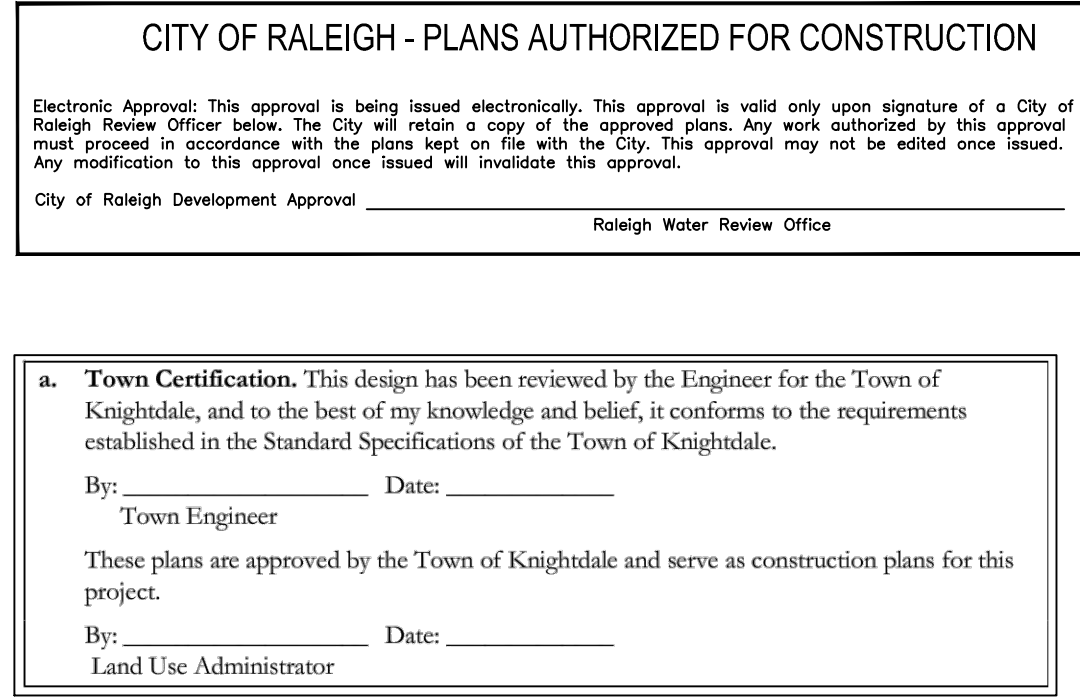 CITY OF RALEIGH - PLANS AUTHORIZED FOR CONSTRUCTION
Electronic Approval: This approval is being issued electronically. This approval is valid only upon signature of a City of
Raleigh Review Officer below. The City will retain a copy of the approved plans. Any work authorized by this approval
must proceed in accordance with the plans kept on file with the City. This approval may not be edited once issued.
Any modification to this approval once issued will invalidate this approval.
City of Raleigh Development Approval ____________________
Raleigh Water Review Office
a. Town Certification. This design has been reviewed by the Engineer for the Town of
Knightdale, and to the best of my knowledge and belief, it conforms to the requirements
established in the Standard Specifications of the Town of Knightdale.
By: ____________________ Date: ______________
Town Engineer
These plans are approved by the Town of Knightdale and serve as construction plans for this
project.
By: ____________________ Date: ______________
Land Use Administrator